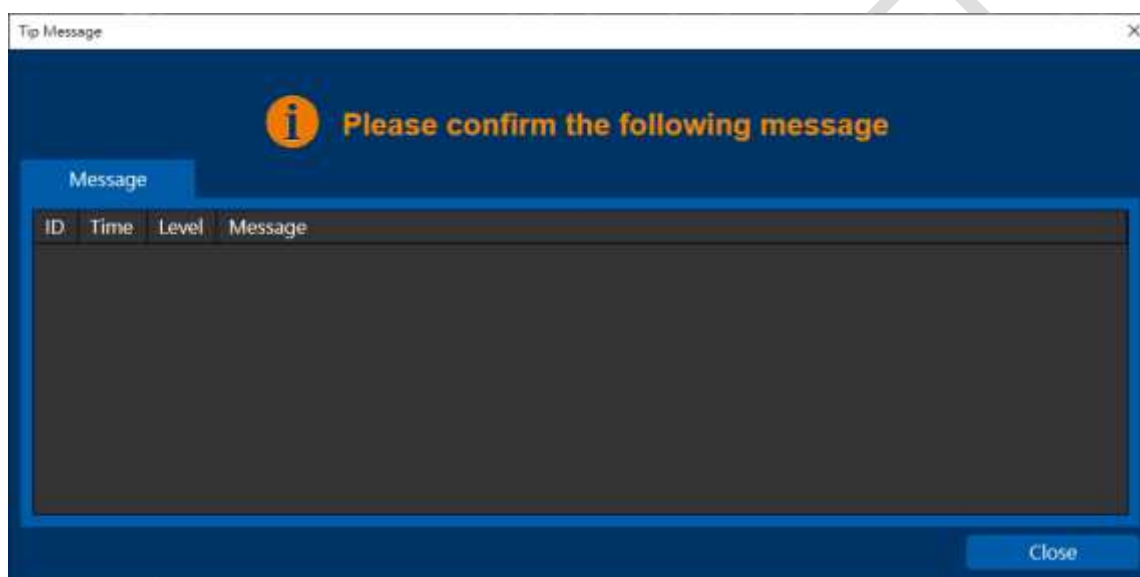 Tip Message
Please confirm the following message
Message
ID Time Level Message
Close